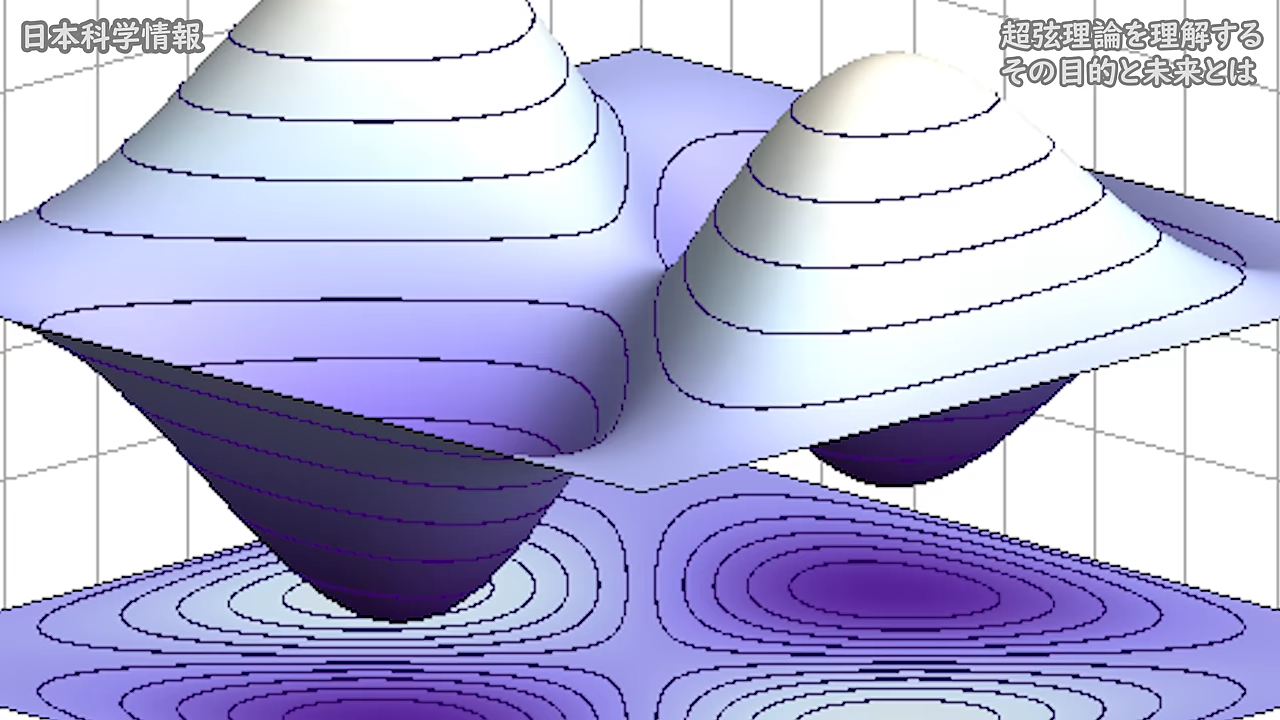 日本科学情報
超弦理論を理解する
その目的と未来とは